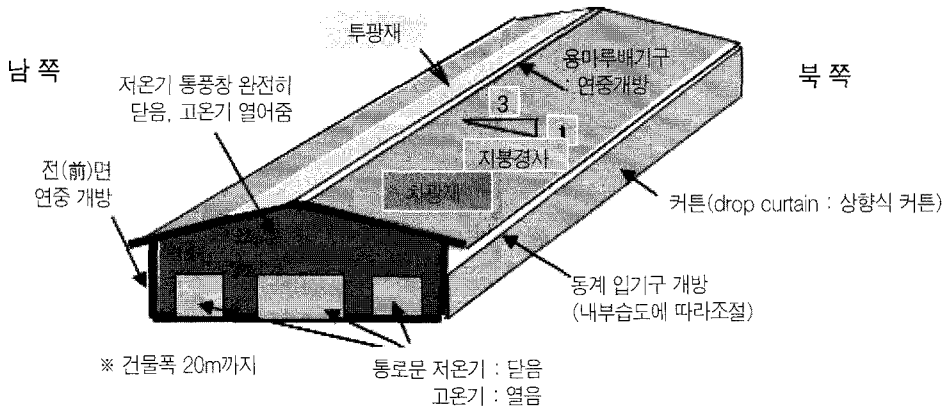 투광재
남 쪽
용마루배기구
: 연중개방
북 쪽
저온기 통풍창 완전히
닫음, 고온기 열어줌
3
1
지붕경사
차광재
전(前)면
연중 개방
커튼(drop curtain : 상향식 커튼)
동계 입기구 개방
(내부습도에 따라조절)
※ 건물폭 20m까지
통로문 저온기 : 닫음
고온기 : 열음